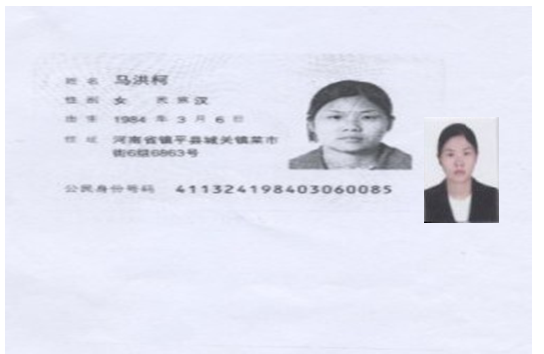 姓名 马洪柯
性别 女 民族 汉
出生 1984 年 3 月 6 日
住址 河南省镇平县城关镇菜市
街6组6863号
公民身份号码 411324198403060085